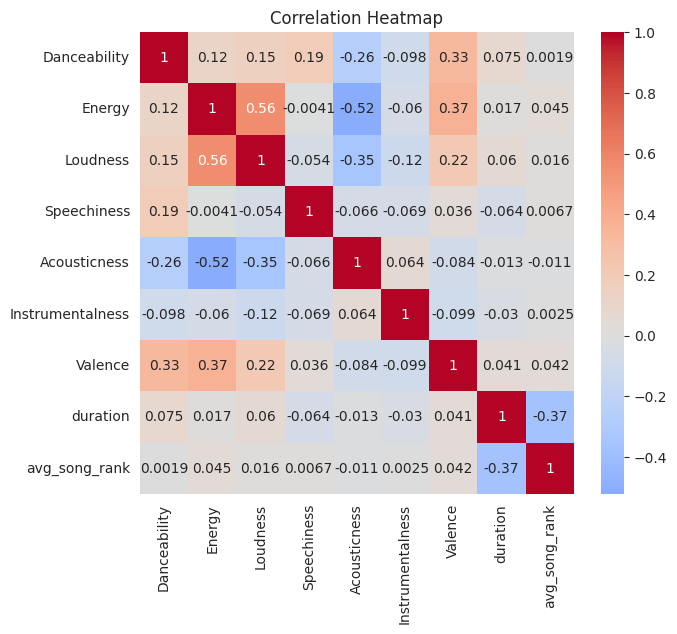 Correlation Heatmap
Danceability 1 0.12 0.15 0.19 -0.26 -0.098 0.33 0.075 0.0019
Energy 0.12 1 0.56 -0.0041 -0.52 -0.06 0.37 0.017 0.045
Loudness 0.15 0.56 1 -0.054 -0.35 -0.12 0.22 0.06 0.016
Speechiness 0.19 -0.0041 -0.054 1 -0.066 -0.069 0.036 -0.064 0.0067
Acousticness -0.26 -0.52 -0.35 -0.066 1 0.064 -0.084 -0.013 -0.011
Instrumentalness -0.098 -0.06 -0.12 -0.069 0.064 1 -0.099 -0.03 0.0025
Valence 0.33 0.37 0.22 0.036 -0.084 -0.099 1 0.041 0.042
duration 0.075 0.017 0.06 -0.064 -0.013 -0.03 0.041 1 -0.37
avg_song_rank 0.0019 0.045 0.016 0.0067 -0.011 0.0025 0.042 -0.37 1
Danceability
Energy
Loudness
Speechiness
Acousticness
Instrumentalness
Valence
duration
avg_song_rank
1.0
0.8
0.6
0.4
0.2
0.0
−0.2
−0.4